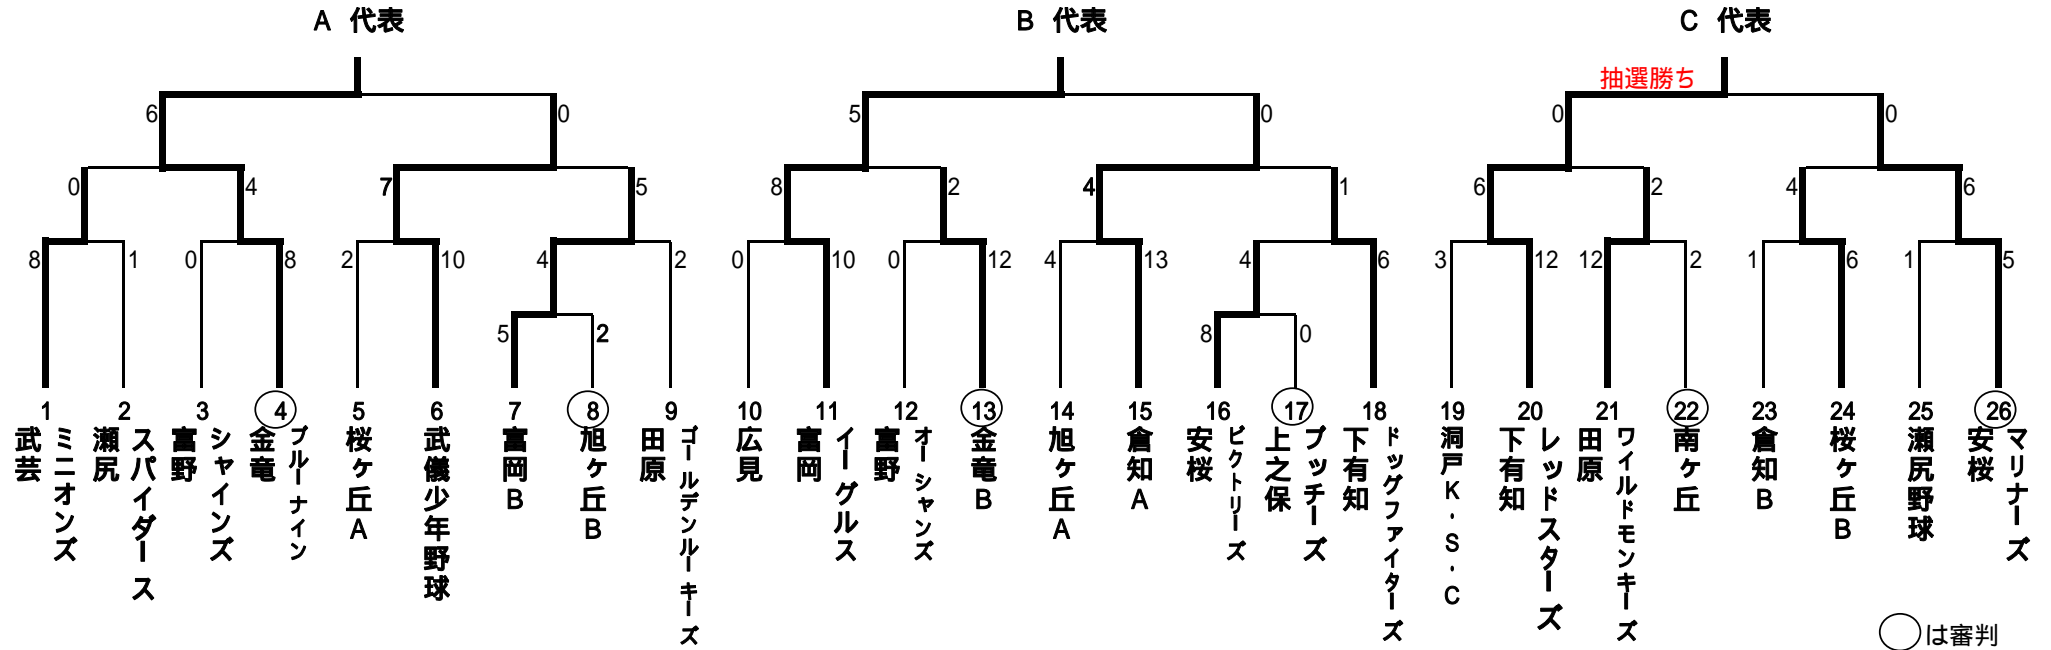 A 代表
B 代表
C 代表
抽選勝ち
6
0
5
0
0
0
0
4
7
5
8
2
4
1
6
2
4
6
8
1
0
8
2
10
4
2
0
10
0
12
4
13
4
6
3
12
12
2
1
6
1
5
5
2
8
0
1
2
3
4
5
6
7
8
9
10
11
12
13
14
15
16
17
18
19
20
21
22
23
24
25
26
武芸
ミニオンズ
瀬尻
スパイダース
富野
シャインズ
金竜
ブルーナイン
桜ヶ丘A
武儀少年野球
富岡B
旭ヶ丘B
田原
ゴールデンルーキーズ
広見
富岡
イーグルス
富野
オーシャンズ
金竜B
旭ヶ丘A
倉知A
安桜
ビクトリーズ
上之保
ブッチーズ
下有知
ドッグファイターズ
洞戸K・S・C
下有知
レッドスターズ
田原
ワイルドモンキーズ
南ヶ丘
倉知B
桜ヶ丘B
瀬尻野球
安桜
マリナーズ
は審判